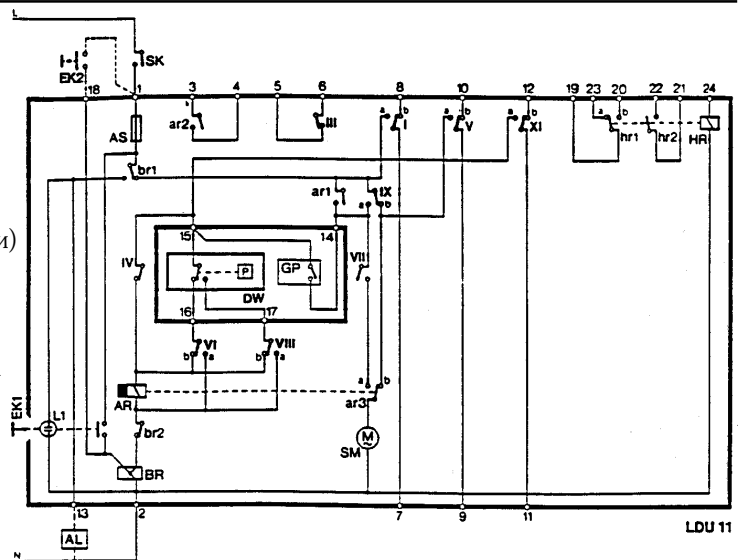 L
EK2
SK
18 1 3 4 5 6 8 10 12 19 23 20 22 21 24
AS
ar2
III
a b I
a b V
a b XI
a b hr1
a b hr2
HR
br1
ar1
IX
a b
и)
15 14
IV
P
DW
GP
VII
16 17
b VI a
b VIII a
AR
a b
ar3
EK1
L1
br2
M
~
SM
BR
13 2 7 9 11
LDU 11
AL
N